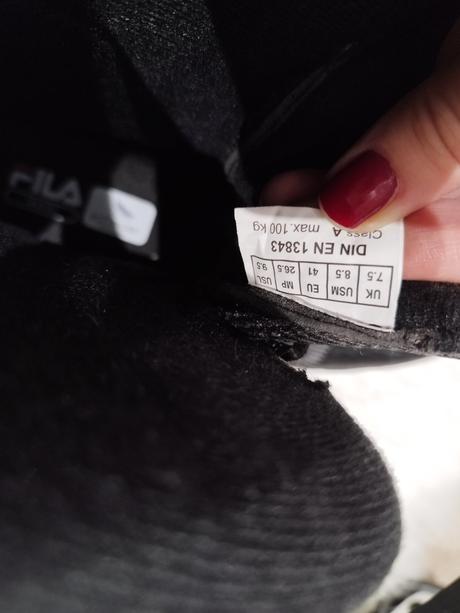 FILA
Class A max. 100 kg
DIN EN 13843
UK USM EU MP USL
7.5 8.5 41 26.5 9.5